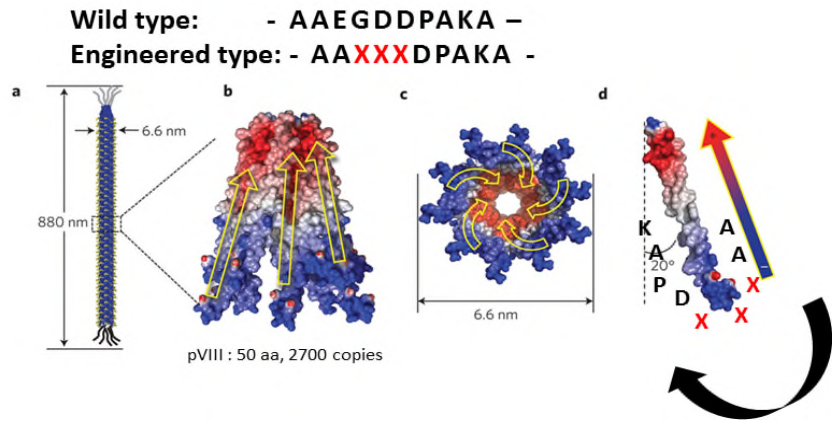 Wild type: - AAEGDDPAKA –
Engineered type: - AAXXXDPAKA -
a
b
c
d
6.6 nm
880 nm
6.6 nm
20°
K
A
P
D
X
X
X
A
A
–
pVIII : 50 aa, 2700 copies